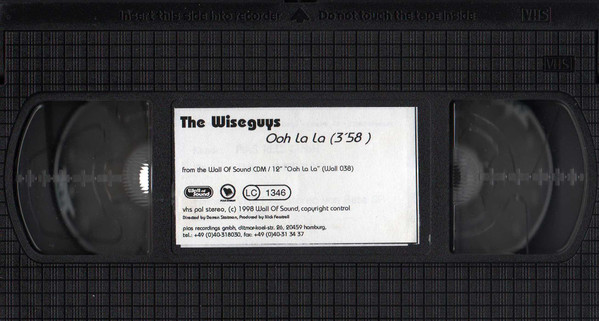 Insert this side into recorder
Do not touch the tape inside
VHS
VHS
The Wiseguys
Ooh La La (3'58 )
from the Wall Of Sound CDM / 12" "Ooh La La" (Wall 038)
Wall of Sound
LC 1346
vhs pal stereo, (c) 1998 Wall Of Sound, copyright control
Directed by Darren Statman, Produced by Nick Fewtrell
pias recordings gmbh, ditmar-koel-str. 26, 20459 hamburg,
tel.: +49 (0)40-318030, fax: +49 (0)40-31 34 37